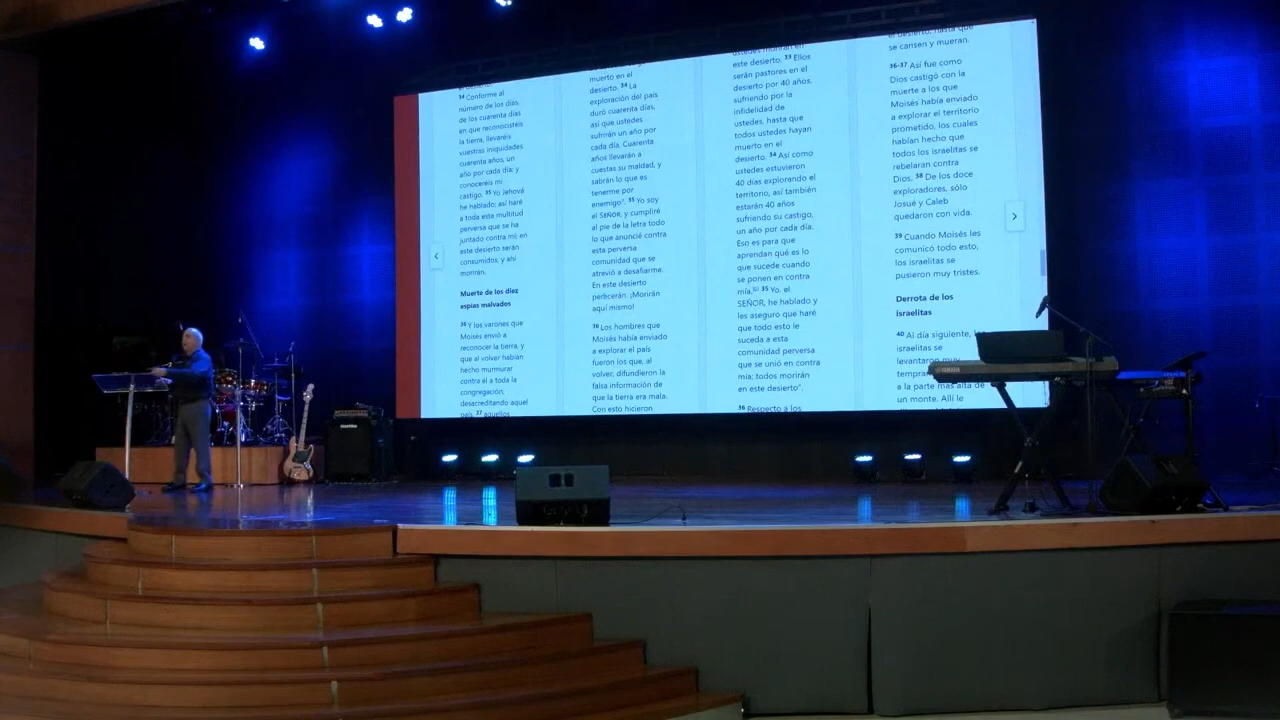 34 Conforme al
número de los días,
de los cuarenta días
en que reconocisteis
la tierra, llevaréis
vuestras iniquidades
cuarenta años, un
año por cada día; y
conoceréis mi
castigo. 35 Yo Jehová
he hablado; así haré
a toda esta multitud
perversa que se ha
juntado contra mí; en
este desierto serán
consumidos, y ahí
morirán.
Muerte de los diez
espías malvados
36 Y los varones que
Moisés envió a
reconocer la tierra, y
que al volver habían
hecho murmurar
contra él a toda la
congregación,
desacreditando aquel
país, 37 aquellos
muerto en el
desierto. 34 La
exploración del país
duró cuarenta días,
así que ustedes
sufrirán un año por
cada día. Cuarenta
años llevarán a
cuestas su maldad, y
sabrán lo que es
tenerme por
enemigo". 35 Yo soy
el SEÑOR, y cumpliré
al pie de la letra todo
lo que anuncié contra
esta perversa
comunidad que se
atrevió a desafiarme.
En este desierto
perecerán. ¡Morirán
aquí mismo!
36 Los hombres que
Moisés había enviado
a explorar el país
fueron los que, al
volver, difundieron la
falsa información de
que la tierra era mala.
Con esto hicieron
ustedes morirán en
este desierto. 33 Ellos
serán pastores en el
desierto por 40 años,
sufriendo por la
infidelidad de
ustedes, hasta que
todos ustedes hayan
muerto en el
desierto. 34 Así como
ustedes estuvieron
40 días explorando el
territorio, así también
estarán 40 años
sufriendo su castigo,
un año por cada día.
Eso es para que
aprendan qué es lo
que sucede cuando
se ponen en contra
mía. 35 Yo, el
SEÑOR, he hablado y
les aseguro que haré
que todo esto le
suceda a esta
comunidad perversa
que se unió en contra
mía; todos morirán
en este desierto".
36 Respecto a los
el desierto, hasta que
se cansen y mueran.
36-37 Así fue como
Dios castigó con la
muerte a los que
Moisés había enviado
a explorar el territorio
prometido, los cuales
habían hecho que
todos los israelitas se
rebelaran contra
Dios. 38 De los doce
exploradores, sólo
Josué y Caleb
quedaron con vida.
39 Cuando Moisés les
comunicó todo esto,
los israelitas se
pusieron muy tristes.
Derrota de los
israelitas
40 Al día siguiente,
israelitas se
levantaron muy
a la parte más alta de
un monte. Allí le
YAMAHA